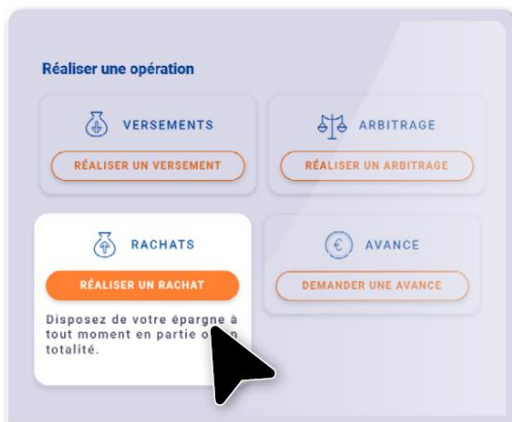 Réaliser une opération
VERSEMENTS
RÉALISER UN VERSEMENT
ARBITRAGE
RÉALISER UN ARBITRAGE
RACHATS
RÉALISER UN RACHAT
Disposez de votre épargne à
tout moment en partie
totalité.
€ AVANCE
DEMANDER UNE AVANCE